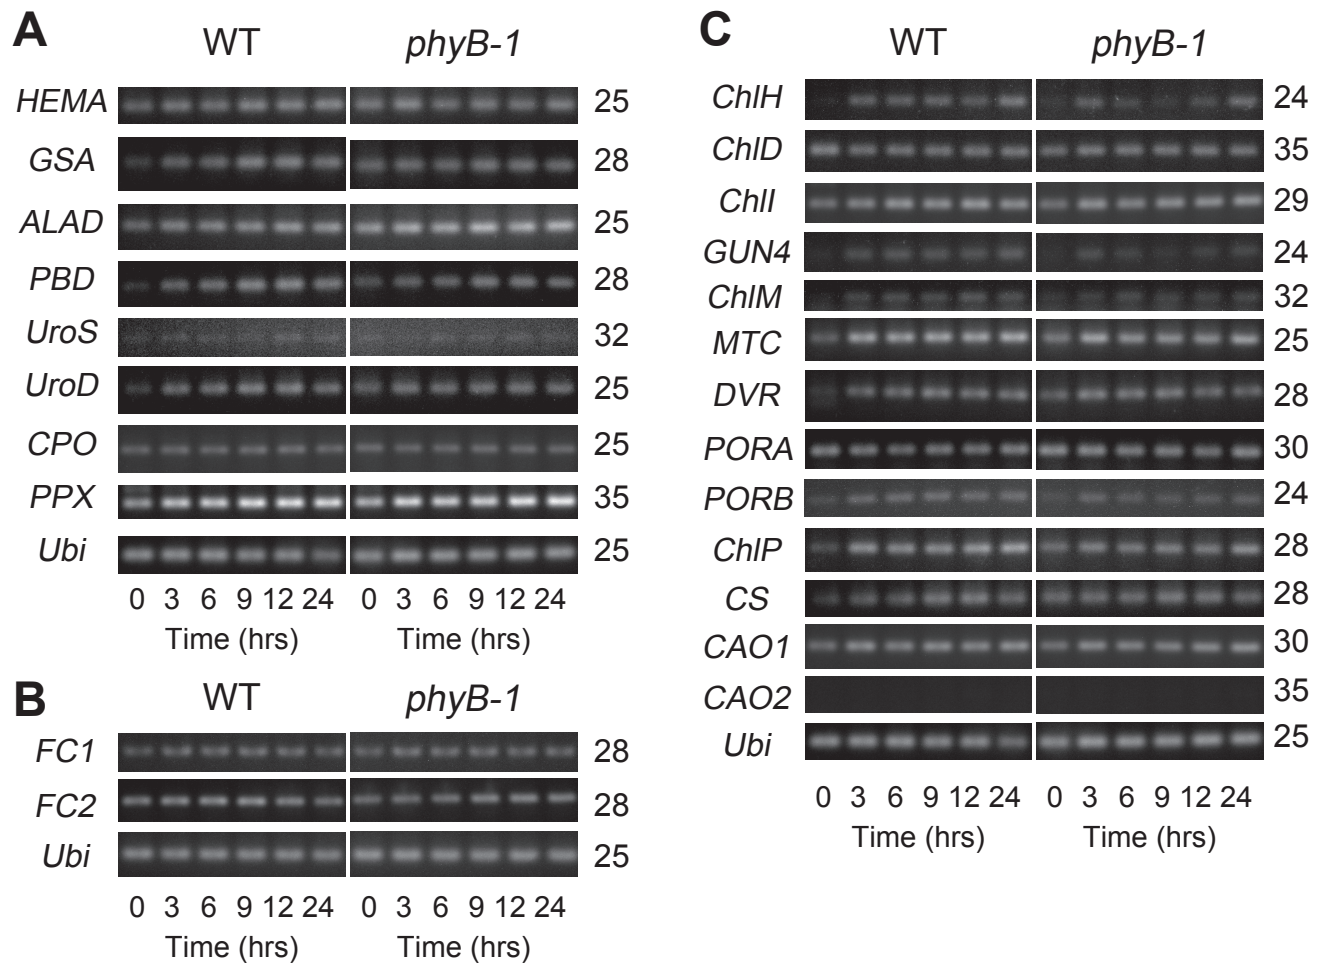 A
WT phyB-1
HEMA 25
GSA 28
ALAD 25
PBD 28
UroS 32
UroD 25
CPO 25
PPX 35
Ubi 25
0 3 6 9 12 24 0 3 6 9 12 24
Time (hrs) Time (hrs)
B
WT phyB-1
FC1 28
FC2 28
Ubi 25
0 3 6 9 12 24 0 3 6 9 12 24
Time (hrs) Time (hrs)
C
WT phyB-1
ChlH 24
ChlD 35
ChlI 29
GUN4 24
ChlM 32
MTC 25
DVR 28
PORA 30
PORB 24
ChlP 28
CS 28
CAO1 30
CAO2 35
Ubi 25
0 3 6 9 12 24 0 3 6 9 12 24
Time (hrs) Time (hrs)